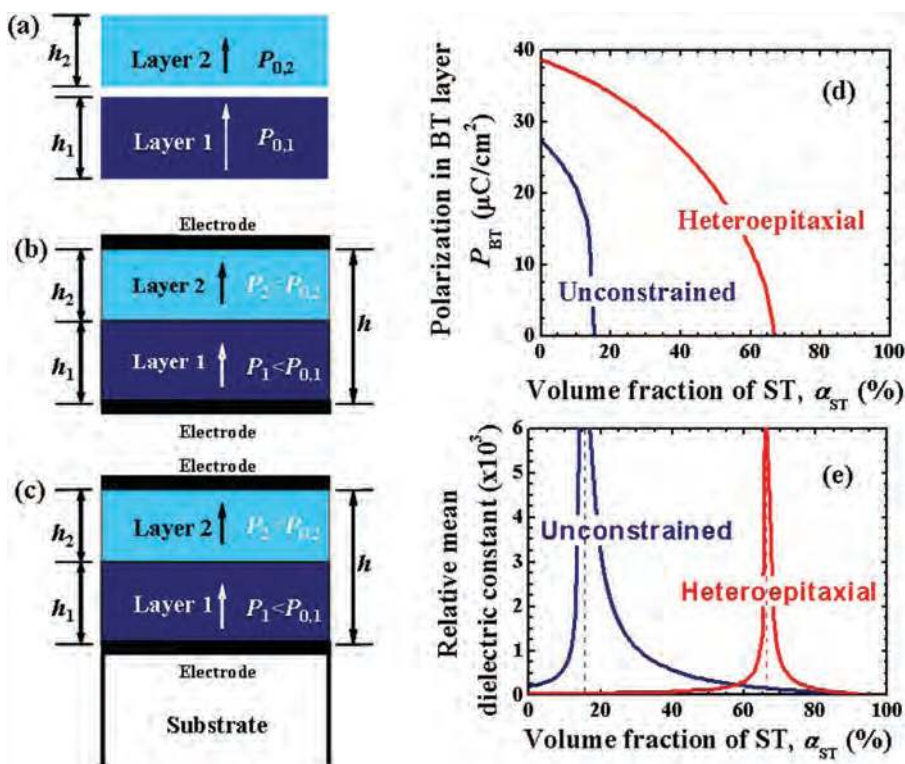 (a)
h₂
Layer 2
P₀,₂
h₁
Layer 1
P₀,₁
Electrode
(b)
h₂
Layer 2
P₂<P₀,₂
h
h₁
Layer 1
P₁<P₀,₁
Electrode
Electrode
(c)
h₂
Layer 2
P₂<P₀,₂
h
h₁
Layer 1
P₁<P₀,₁
Electrode
Substrate
Polarization in BT layer
P_BT (μC/cm²)
40
30
20
10
0
(d)
Heteroepitaxial
Unconstrained
0 20 40 60 80 100
Volume fraction of ST, α_ST (%)
Relative mean
dielectric constant (x10³)
6
5
4
3
2
1
0
(e)
Unconstrained
Heteroepitaxial
0 20 40 60 80 100
Volume fraction of ST, α_ST (%)